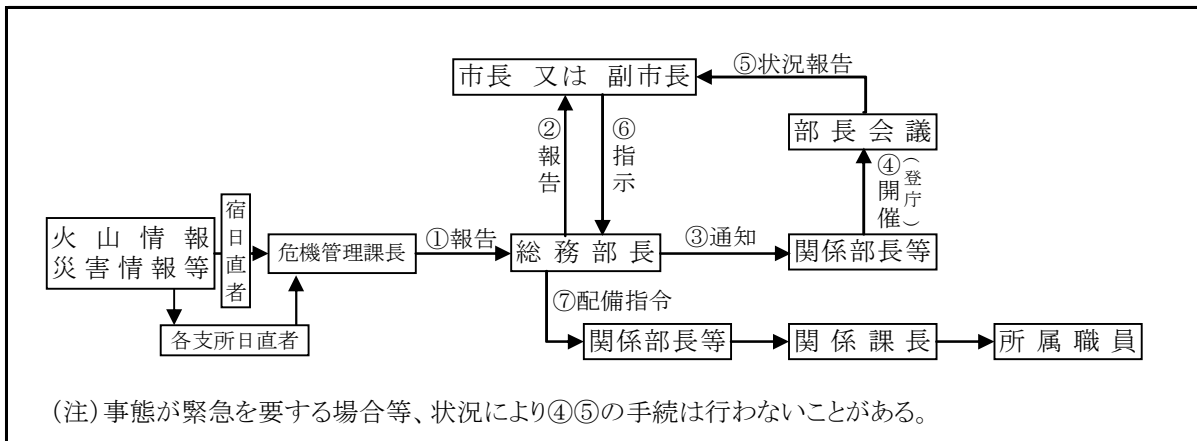 市長 又は 副市長
⑤状況報告
部長会議
②報告
⑥指示
④開催
(登庁)
宿日直者
火山情報
災害情報等
危機管理課長
①報告
総務部長
③通知
関係部長等
各支所日直者
⑦配備指令
関係部長等
関係課長
所属職員
(注)事態が緊急を要する場合等、状況により④⑤の手続は行わないことがある。